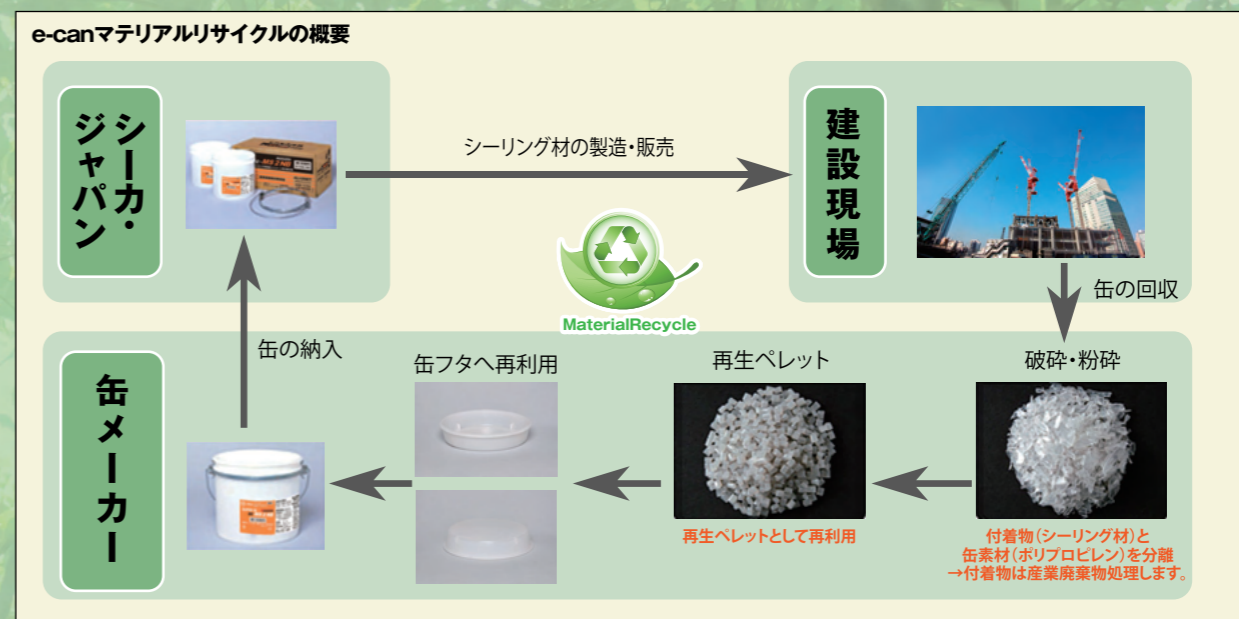 e-canマテリアルリサイクルの概要
シーカ・
ジャパン
シーリング材の製造・販売
建設現場
缶の回収
MaterialRecycle
缶メーカー
缶の納入
缶フタへ再利用
再生ペレット
破砕・粉砕
再生ペレットとして再利用
付着物（シーリング材）と
缶素材（ポリプロピレン）を分離
→付着物は産業廃棄物処理します。